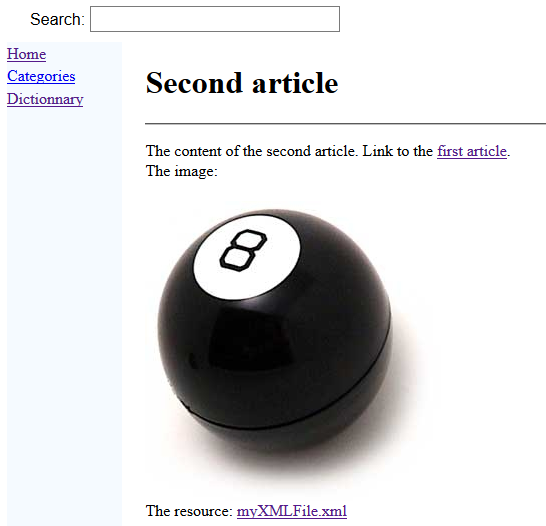 Search:
Home
Categories
Dictionnary
Second article
The content of the second article. Link to the first article.
The image:
8
The resource: myXMLFile.xml